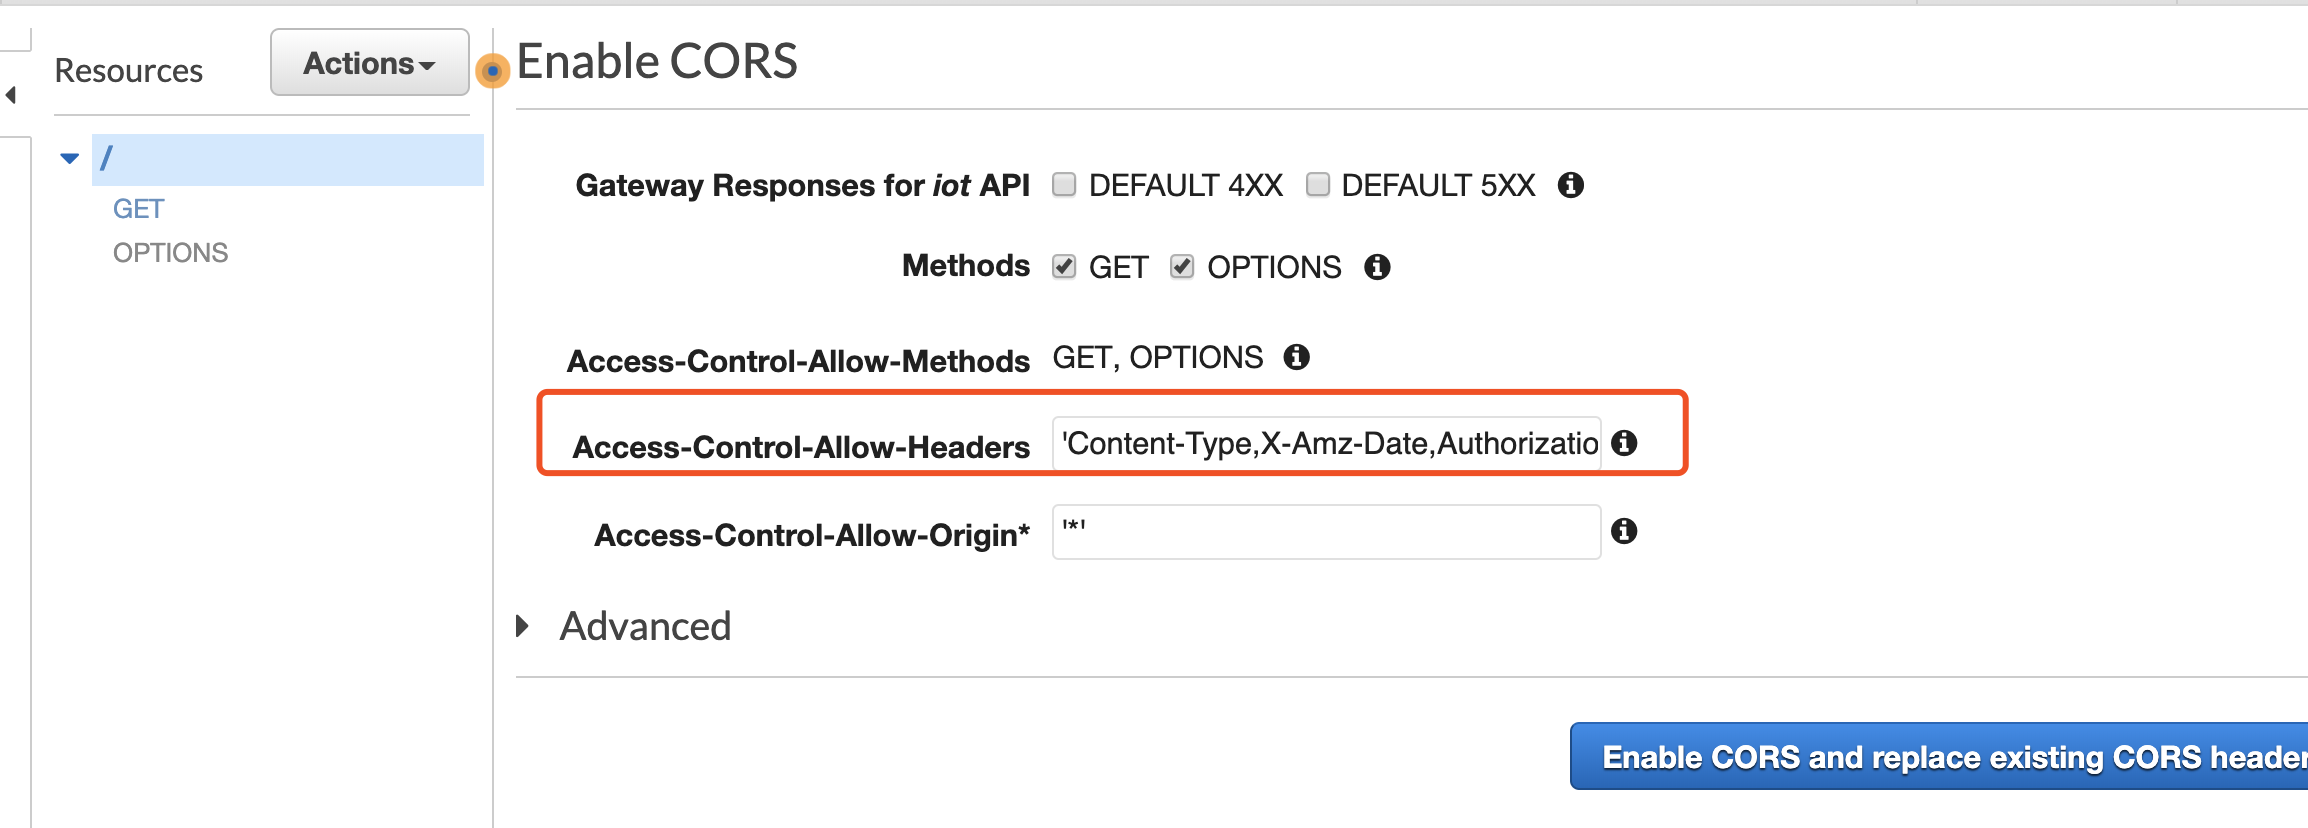 Resources
Actions
/
GET
OPTIONS
Enable CORS
Gateway Responses for iot API DEFAULT 4XX DEFAULT 5XX
Methods GET OPTIONS
Access-Control-Allow-Methods GET, OPTIONS
Access-Control-Allow-Headers 'Content-Type,X-Amz-Date,Authorizatio
Access-Control-Allow-Origin* '*'
Advanced
Enable CORS and replace existing CORS header